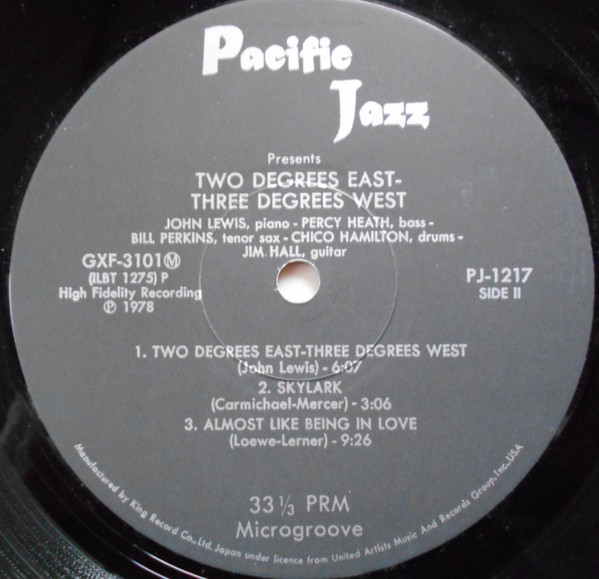 Pacific
Jazz
Presents
TWO DEGREES EAST-
THREE DEGREES WEST
JOHN LEWIS, piano - PERCY HEATH, bass -
BILL PERKINS, tenor sax - CHICO HAMILTON, drums -
JIM HALL, guitar
GXF-3101 Ⓜ
(ILBT 1275) P
High Fidelity Recording
℗ 1978
PJ-1217
SIDE II
1. TWO DEGREES EAST-THREE DEGREES WEST
(John Lewis) - 6:07
2. SKYLARK
(Carmichael-Mercer) - 3:06
3. ALMOST LIKE BEING IN LOVE
(Loewe-Lerner) - 9:26
33 1/3 PRM
Microgroove
Manufactured by King Record Co., Ltd. Japan under licence from United Artists Music And Records Group, Inc., USA